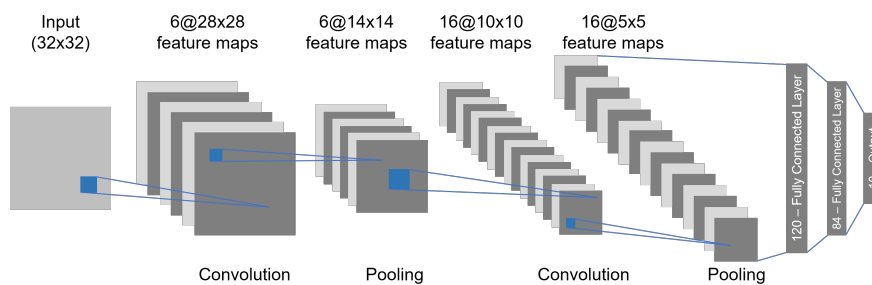 Input
(32x32)
6@28x28
feature maps
6@14x14
feature maps
16@10x10
feature maps
16@5x5
feature maps
120 – Fully Connected Layer
84 – Fully Connected Layer
Convolution
Pooling
Convolution
Pooling